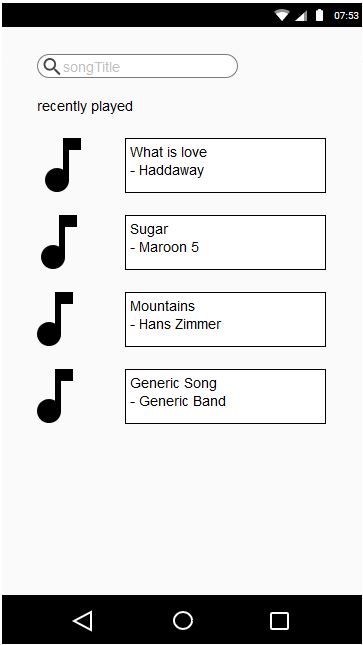 07:53
songTitle
recently played
What is love
- Haddaway
Sugar
- Maroon 5
Mountains
- Hans Zimmer
Generic Song
- Generic Band